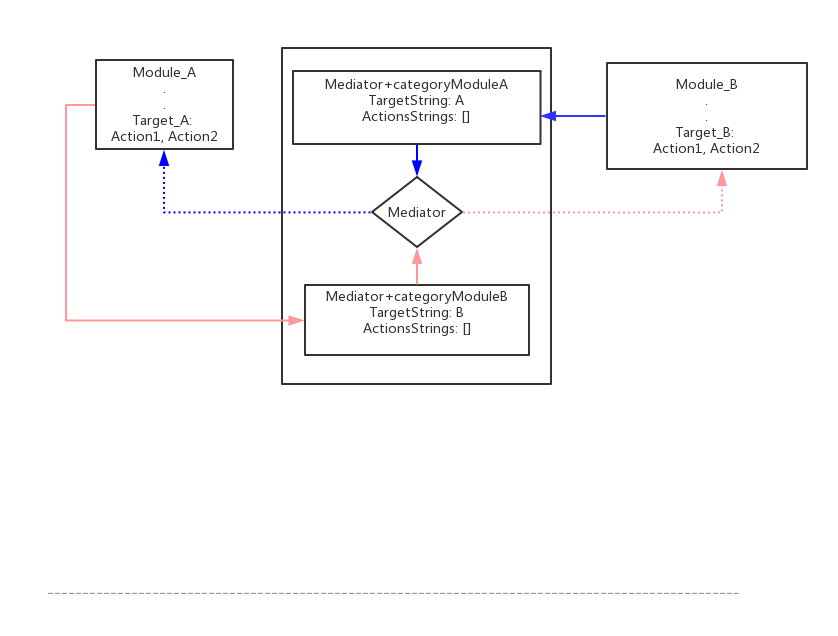 Module_A
.
.
Target_A:
Action1, Action2
Mediator+categoryModuleA
TargetString: A
ActionsStrings: []
Module_B
.
.
Target_B:
Action1, Action2
Mediator
Mediator+categoryModuleB
TargetString: B
ActionsStrings: []